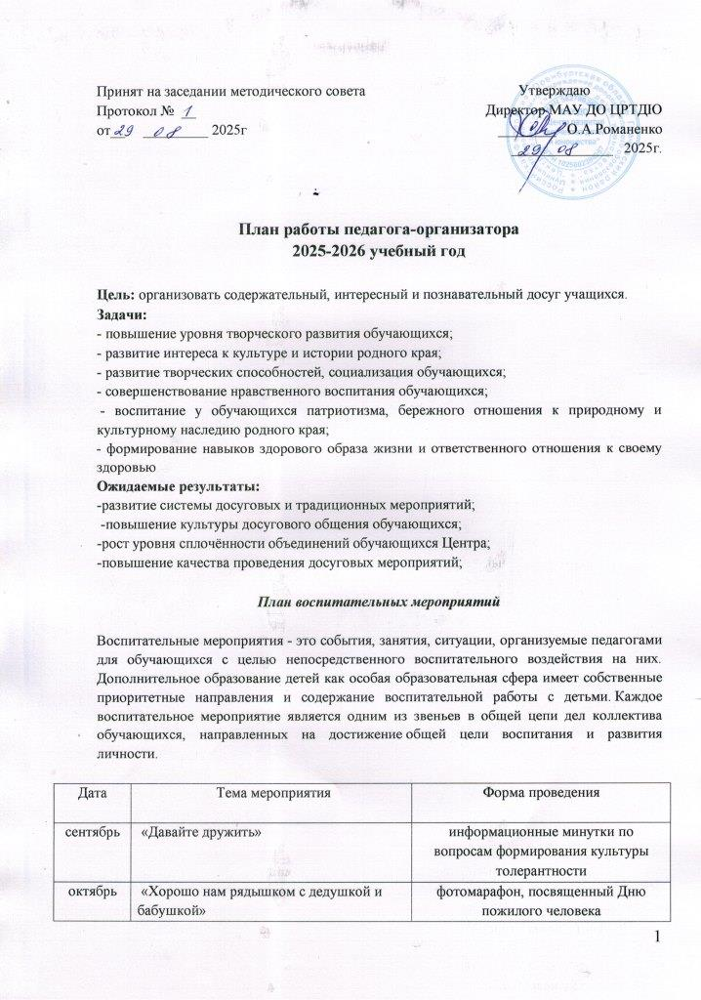 Принят на заседании методического совета
Утверждаю
Протокол № 1
Директор МАУ ДО ЦРТДЮ
от 29 08 2025г
О.А.Романенко
29 08 2025г.
План работы педагога-организатора
2025-2026 учебный год
Цель: организовать содержательный, интересный и познавательный досуг учащихся.
Задачи:
- повышение уровня творческого развития обучающихся;
- развитие интереса к культуре и истории родного края;
- развитие творческих способностей, социализация обучающихся;
- совершенствование нравственного воспитания обучающихся;
- воспитание у обучающихся патриотизма, бережного отношения к природному и
культурному наследию родного края;
- формирование навыков здорового образа жизни и ответственного отношения к своему
здоровью
Ожидаемые результаты:
-развитие системы досуговых и традиционных мероприятий;
-повышение культуры досугового общения обучающихся;
-рост уровня сплочённости объединений обучающихся Центра;
-повышение качества проведения досуговых мероприятий;
План воспитательных мероприятий
Воспитательные мероприятия - это события, занятия, ситуации, организуемые педагогами
для обучающихся с целью непосредственного воспитательного воздействия на них.
Дополнительное образование детей как особая образовательная сфера имеет собственные
приоритетные направления и содержание воспитательной работы с детьми. Каждое
воспитательное мероприятие является одним из звеньев в общей цепи дел коллектива
обучающихся, направленных на достижение общей цели воспитания и развития
личности.
Дата Тема мероприятия Форма проведения
сентябрь «Давайте дружить» информационные минутки по
вопросам формирования культуры
толерантности
октябрь «Хорошо нам рядышком с дедушкой и фотомарафон, посвященный Дню
бабушкой» пожилого человека
1